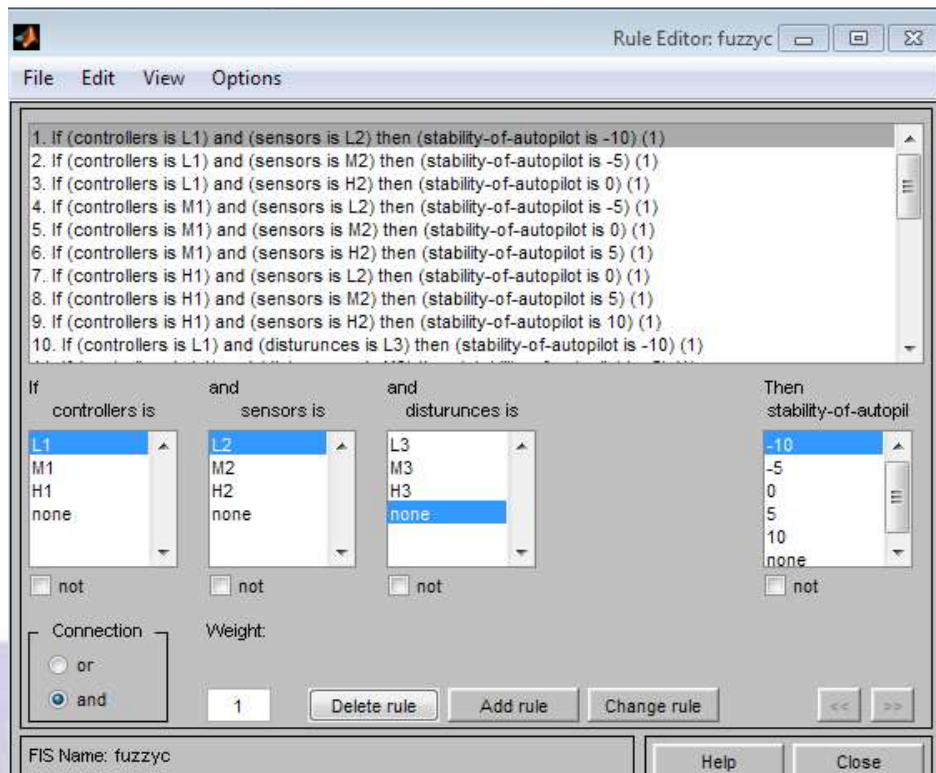 Rule Editor: fuzzyc
File Edit View Options
1. If (controllers is L1) and (sensors is L2) then (stability-of-autopilot is -10) (1)
2. If (controllers is L1) and (sensors is M2) then (stability-of-autopilot is -5) (1)
3. If (controllers is L1) and (sensors is H2) then (stability-of-autopilot is 0) (1)
4. If (controllers is M1) and (sensors is L2) then (stability-of-autopilot is -5) (1)
5. If (controllers is M1) and (sensors is M2) then (stability-of-autopilot is 0) (1)
6. If (controllers is M1) and (sensors is H2) then (stability-of-autopilot is 5) (1)
7. If (controllers is H1) and (sensors is L2) then (stability-of-autopilot is 0) (1)
8. If (controllers is H1) and (sensors is M2) then (stability-of-autopilot is 5) (1)
9. If (controllers is H1) and (sensors is H2) then (stability-of-autopilot is 10) (1)
10. If (controllers is L1) and (disturunces is L3) then (stability-of-autopilot is -10) (1)
If and and Then
controllers is sensors is disturunces is stability-of-autopil
L1 L2 L3 -10
M1 M2 M3 -5
H1 H2 H3 0
none none none 5
10
none
not not not not
Connection Weight:
or
and 1 Delete rule Add rule Change rule << >>
FIS Name: fuzzyc Help Close